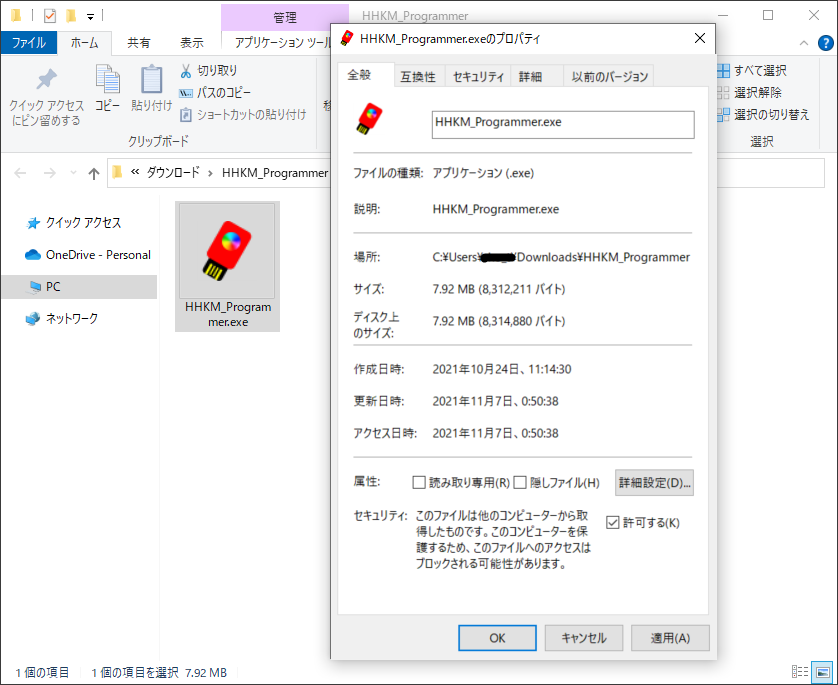 管理
HHKM_Programmer
ファイル
ホーム
共有
表示
アプリケーション ツール
クイック アクセス
にピン留めする
コピー
貼り付け
切り取り
パスのコピー
ショートカットの貼り付け
クリップボード
すべて選択
選択解除
選択の切り替え
選択
« ダウンロード › HHKM_Programmer
クイック アクセス
OneDrive - Personal
PC
ネットワーク
HHKM_Program
mer.exe
1 個の項目
1 個の項目を選択 7.92 MB
HHKM_Programmer.exeのプロパティ
全般
互換性
セキュリティ
詳細
以前のバージョン
HHKM_Programmer.exe
ファイルの種類: アプリケーション (.exe)
説明: HHKM_Programmer.exe
場所: C:¥Users¥ ¥Downloads¥HHKM_Programmer
サイズ: 7.92 MB (8,312,211 バイト)
ディスク上
のサイズ: 7.92 MB (8,314,880 バイト)
作成日時: 2021年10月24日、11:14:30
更新日時: 2021年11月7日、0:50:38
アクセス日時: 2021年11月7日、0:50:38
属性: 読み取り専用(R) 隠しファイル(H) 詳細設定(D)...
セキュリティ: このファイルは他のコンピューターから取
得したものです。このコンピューターを保
護するため、このファイルへのアクセスは
ブロックされる可能性があります。
許可する(K)
OK
キャンセル
適用(A)